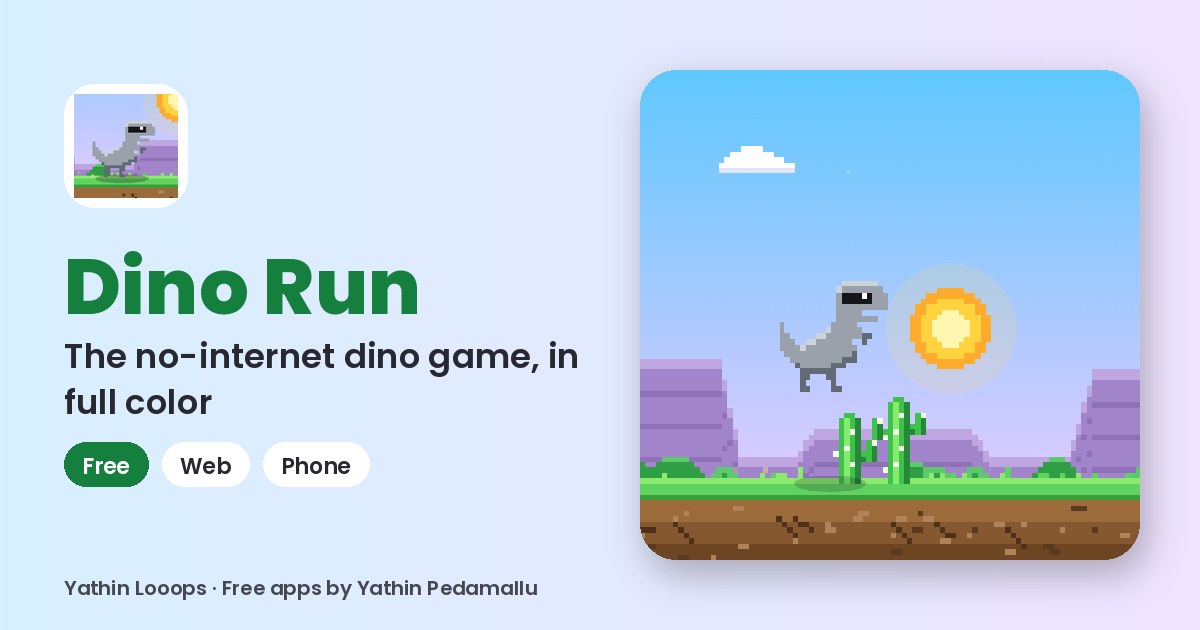 Dino Run
The no-internet dino game, in
full color
Free
Web
Phone
Yathin Looops · Free apps by Yathin Pedamallu